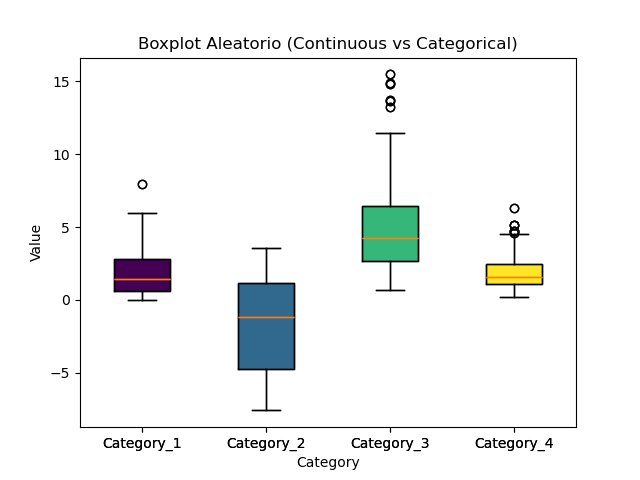 Boxplot Aleatorio (Continuous vs Categorical)
Value
15
10
5
0
−5
Category_1 Category_2 Category_3 Category_4
Category